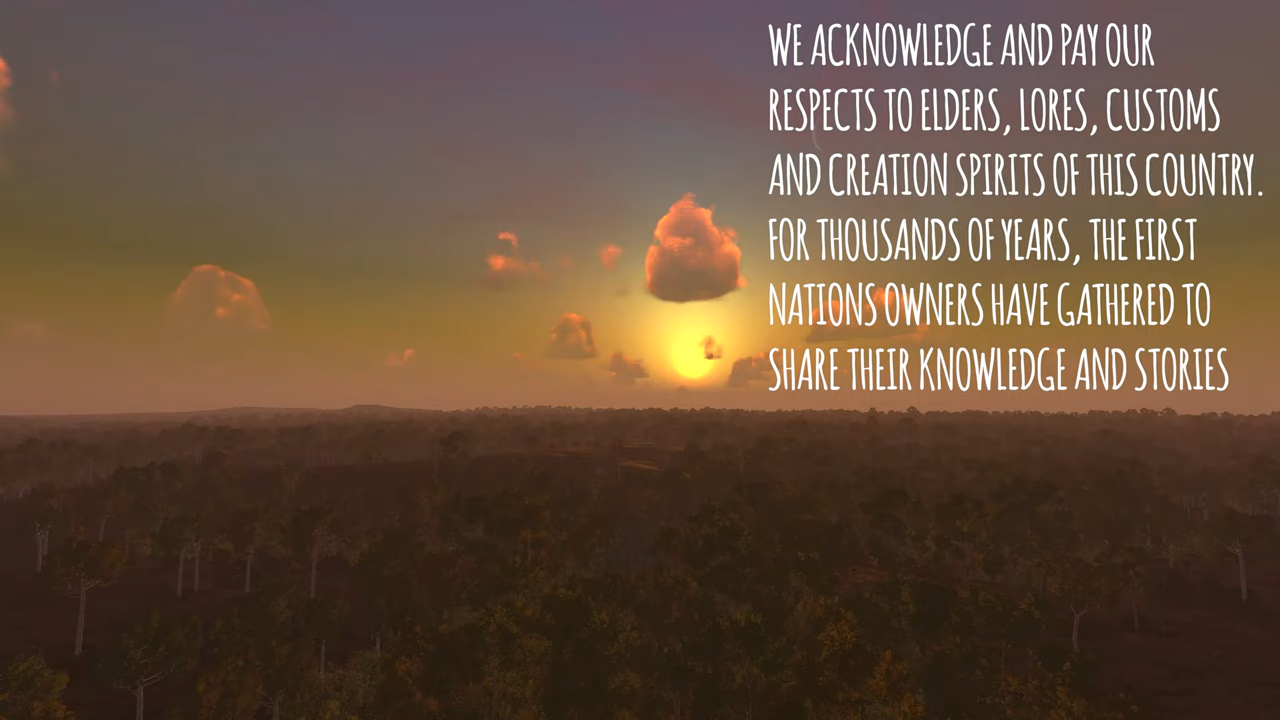 WE ACKNOWLEDGE AND PAY OUR
RESPECTS TO ELDERS, LORES, CUSTOMS
AND CREATION SPIRITS OF THIS COUNTRY.
FOR THOUSANDS OF YEARS, THE FIRST
NATIONS OWNERS HAVE GATHERED TO
SHARE THEIR KNOWLEDGE AND STORIES